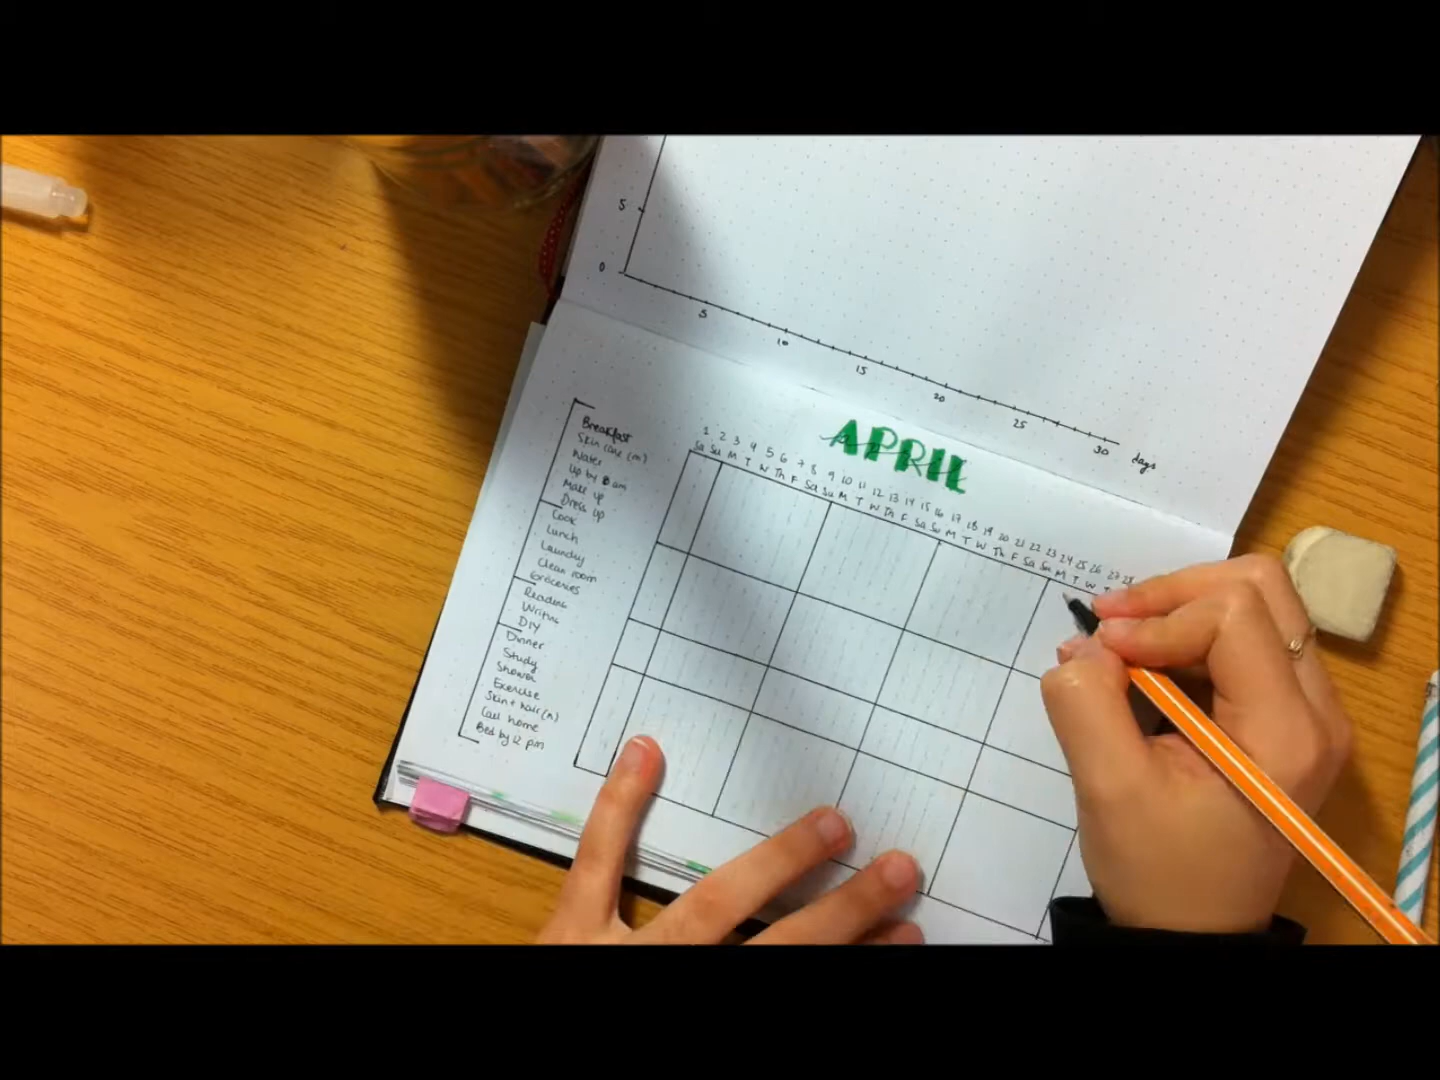 5
0
5
10
15
20
25
30
days
APRIL
1 2 3 4 5 6 7 8 9 10 11 12 13 14 15 16 17 18 19 20 21 22 23 24 25 26 27 28
Sa Su M T W Th F Sa Su M T W Th F Sa Su M T W Th F Sa Su M T W T
Breakfast
Skin care (m)
Water
Up by 8 am
Make up
Dress up
Cook
Lunch
Laundry
Clean room
Groceries
Reading
Writing
DIY
Dinner
Study
Shower
Exercise
Skin + hair (n)
Call home
Bed by 12 pm